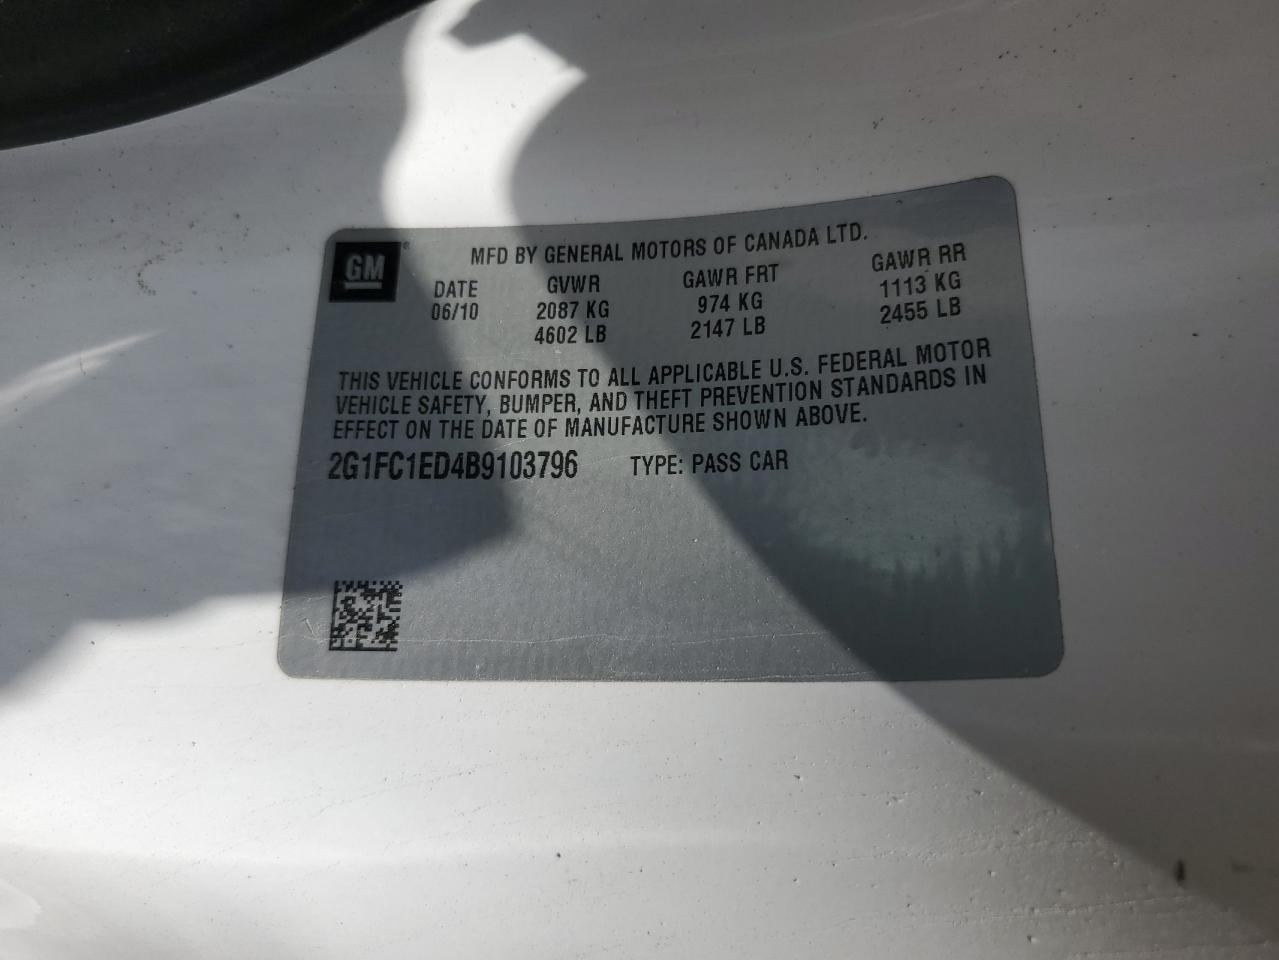 GM
MFD BY GENERAL MOTORS OF CANADA LTD.
DATE GVWR GAWR FRT GAWR RR
06/10 2087 KG 974 KG 1113 KG
4602 LB 2147 LB 2455 LB
THIS VEHICLE CONFORMS TO ALL APPLICABLE U.S. FEDERAL MOTOR
VEHICLE SAFETY, BUMPER, AND THEFT PREVENTION STANDARDS IN
EFFECT ON THE DATE OF MANUFACTURE SHOWN ABOVE.
2G1FC1ED4B9103796 TYPE: PASS CAR